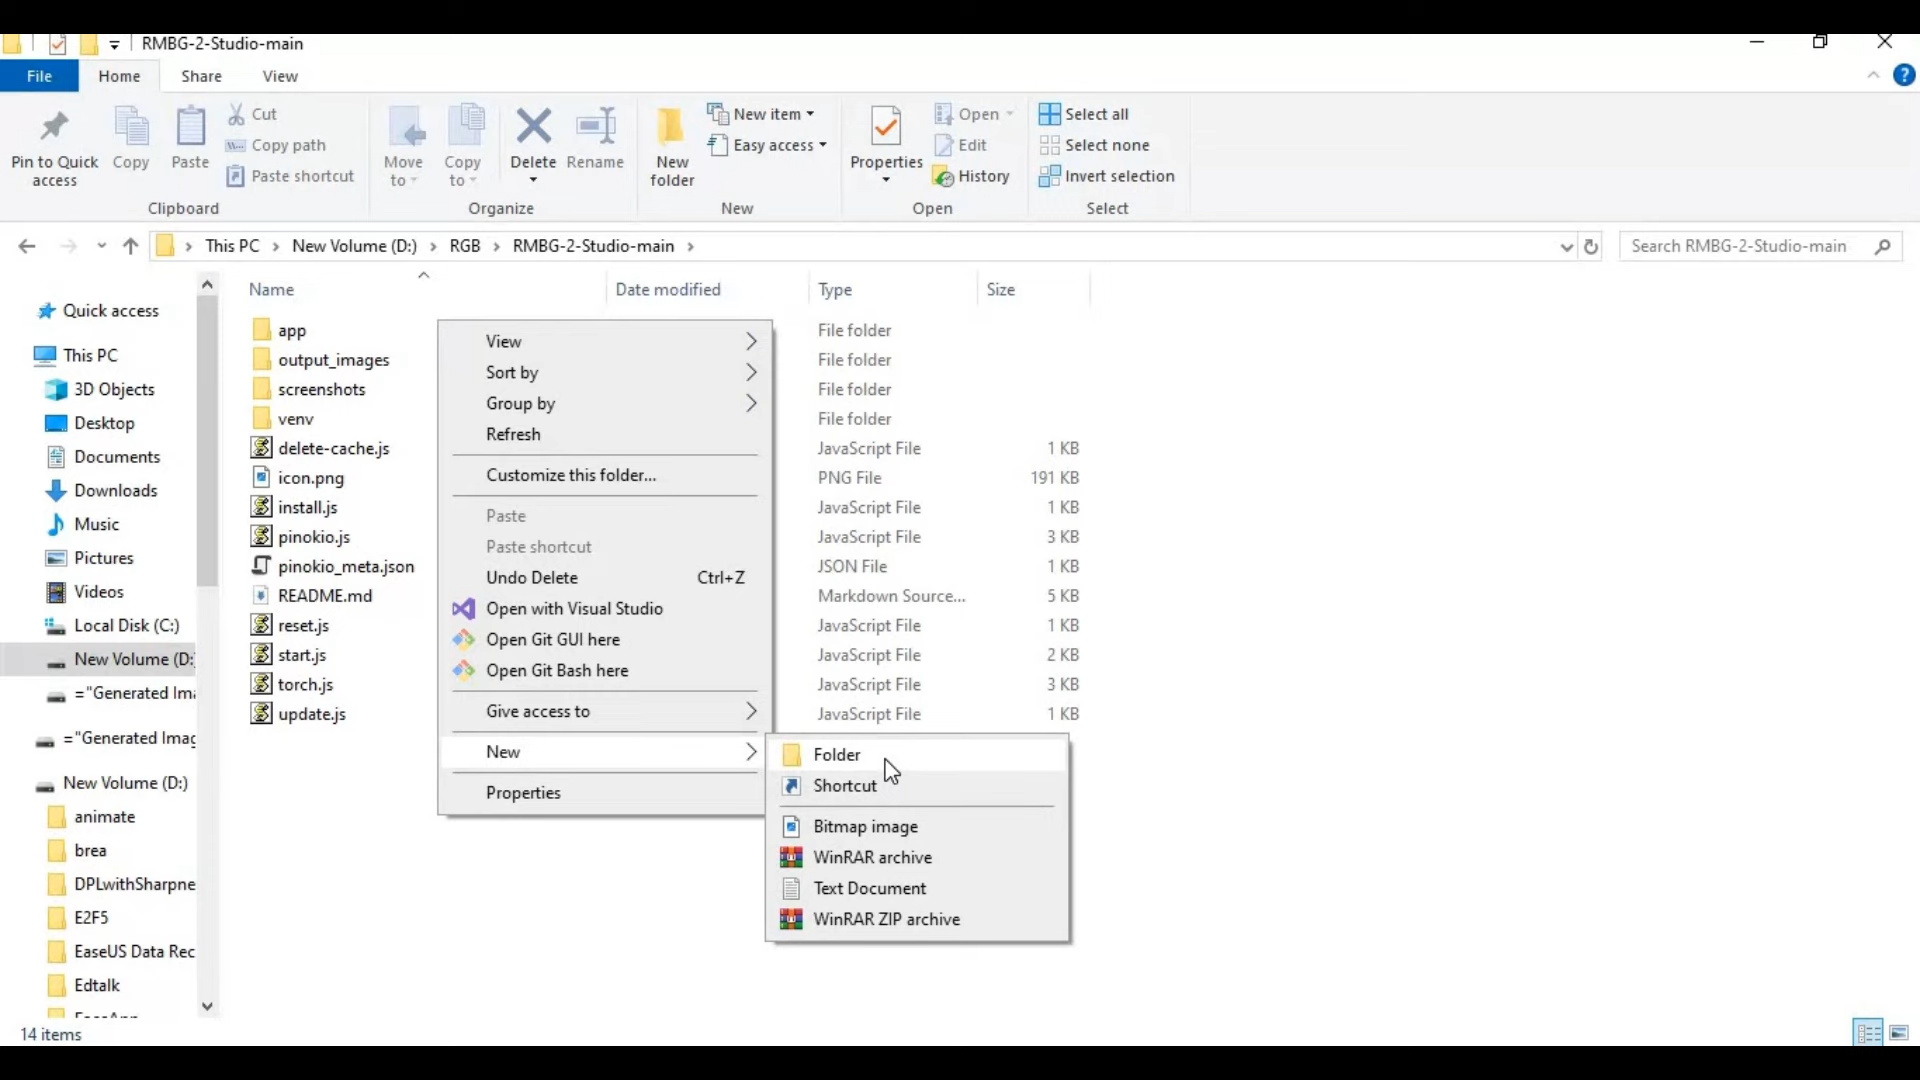 RMBG-2-Studio-main
File Home Share View
Pin to Quick access
Copy
Paste
Cut
Copy path
Paste shortcut
Clipboard
Move to
Copy to
Delete
Rename
Organize
New folder
New item
Easy access
New
Properties
Open
Edit
History
Open
Select all
Select none
Invert selection
Select
This PC > New Volume (D:) > RGB > RMBG-2-Studio-main >
Search RMBG-2-Studio-main
Quick access
This PC
3D Objects
Desktop
Documents
Downloads
Music
Pictures
Videos
Local Disk (C:)
New Volume (D:
="Generated Ima
="Generated Imag
New Volume (D:)
animate
brea
DPLwithSharpne
E2F5
EaseUS Data Rec
Edtalk
Name Date modified Type Size
app File folder
output_images File folder
screenshots File folder
venv File folder
delete-cache.js JavaScript File 1 KB
icon.png PNG File 191 KB
install.js JavaScript File 1 KB
pinokio.js JavaScript File 3 KB
pinokio_meta.json JSON File 1 KB
README.md Markdown Source... 5 KB
reset.js JavaScript File 1 KB
start.js JavaScript File 2 KB
torch.js JavaScript File 3 KB
update.js JavaScript File 1 KB
View
Sort by
Group by
Refresh
Customize this folder...
Paste
Paste shortcut
Undo Delete Ctrl+Z
Open with Visual Studio
Open Git GUI here
Open Git Bash here
Give access to
New
Properties
Folder
Shortcut
Bitmap image
WinRAR archive
Text Document
WinRAR ZIP archive
14 items